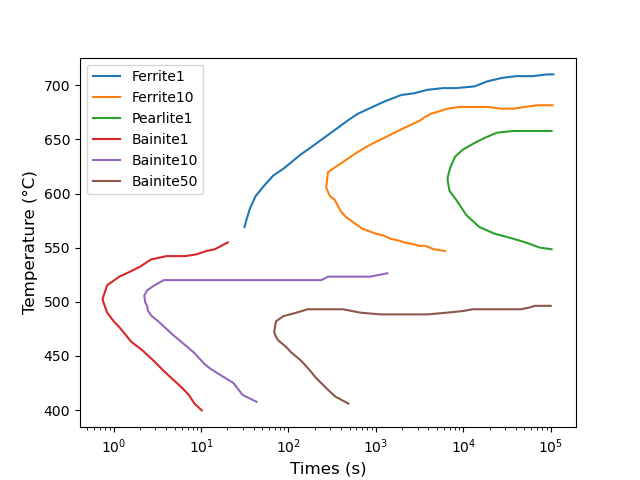 Ferrite1
Ferrite10
Pearlite1
Bainite1
Bainite10
Bainite50
Temperature (°C)
700
650
600
550
500
450
400
10⁰ 10¹ 10² 10³ 10⁴ 10⁵
Times (s)